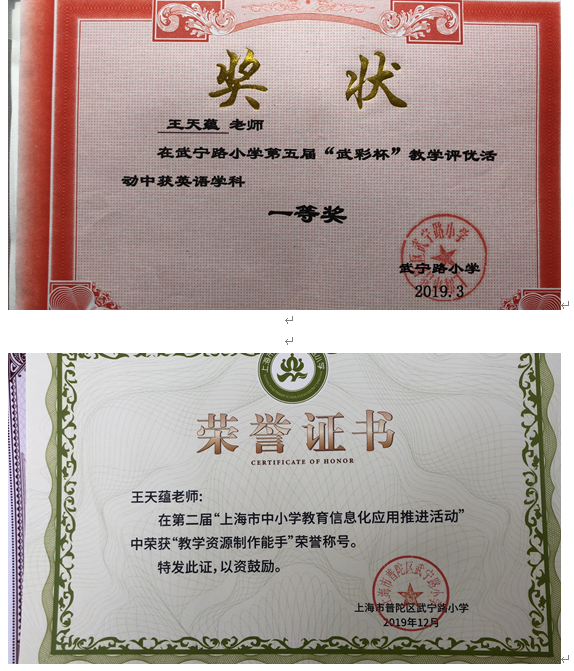 奖 状
王天蕴 老师
在武宁路小学第五届“武彩杯”教学评优活
动中获英语学科
一等奖
武宁路小学
2019.3
荣誉证书
CERTIFICATE OF HONOR
王天蕴老师:
在第二届“上海市中小学教育信息化应用推进活动”
中荣获“教学资源制作能手”荣誉称号。
特发此证,以资鼓励。
上海市普陀区武宁路小学
2019年12月